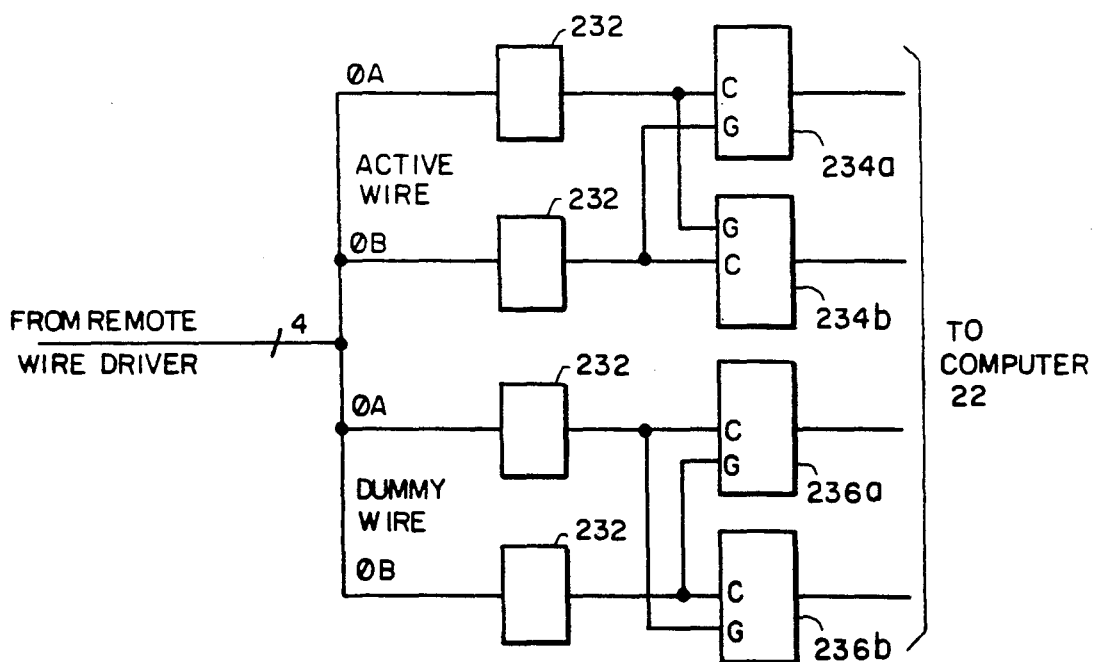 232
ØA
C
G
234a
ACTIVE
WIRE
232
ØB
G
C
234b
FROM REMOTE
WIRE DRIVER
4
TO
COMPUTER
22
232
ØA
C
G
236a
DUMMY
WIRE
232
ØB
C
G
236b